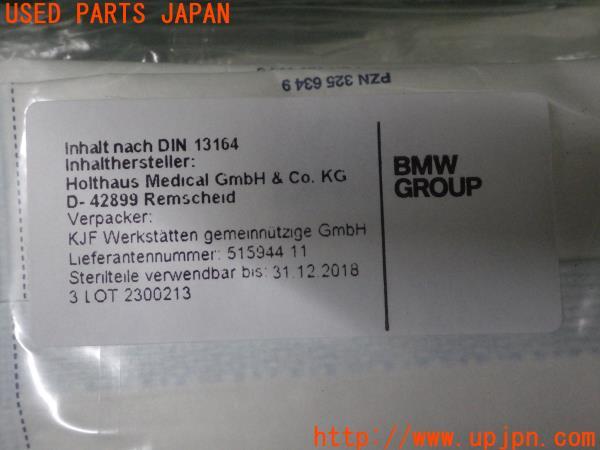 USED PARTS JAPAN
PZN 325 634 9
Inhalt nach DIN 13164
Inhalthersteller:
Holthaus Medical GmbH & Co. KG
D- 42899 Remscheid
Verpacker:
KJF Werkstätten gemeinnützige GmbH
Lieferantennummer: 515944 11
Sterilteile verwendbar bis: 31.12.2018
3 LOT 2300213
BMW
GROUP
http://www.upjpn.com/